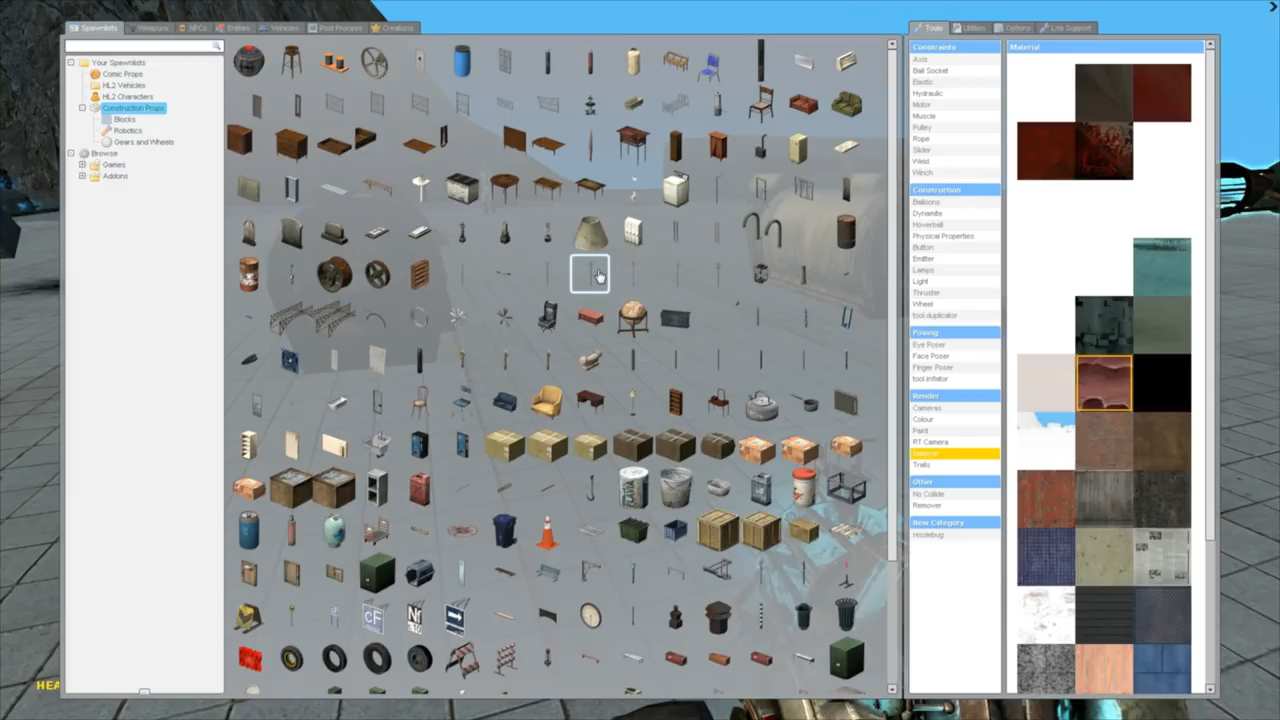 Spawnlists Weapons NPCs Entities Vehicles Post Process Creations
Your Spawnlists
Comic Props
HL2 Vehicles
HL2 Characters
Construction Props
Blocks
Robotics
Gears and Wheels
Browse
Games
Addons
Tools Utilities Options Lite Support
Constraints
Axis
Ball Socket
Elastic
Hydraulic
Motor
Muscle
Pulley
Rope
Slider
Weld
Winch
Construction
Balloons
Dynamite
Hoverball
Physical Properties
Button
Emitter
Lamps
Light
Thruster
Wheel
tool.duplicator
Posing
Eye Poser
Face Poser
Finger Poser
tool.inflator
Render
Cameras
Colour
Paint
RT Camera
Material
Trails
Other
No Collide
Remover
New Category
resdebug
Material
cF
HEA